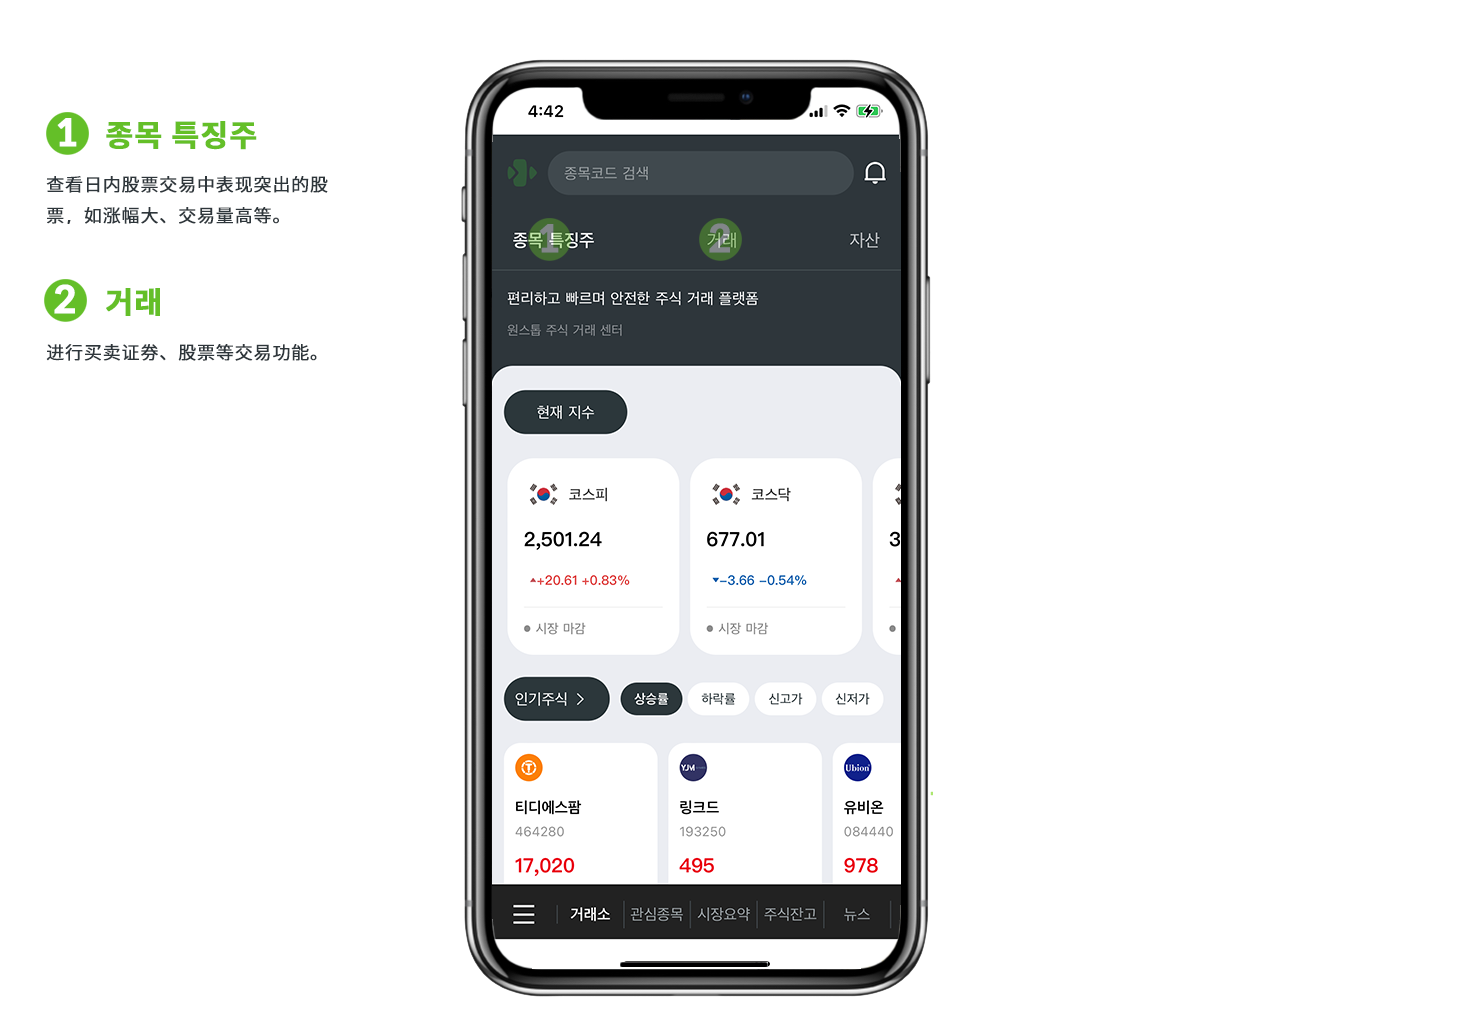 1 종목 특징주
查看日内股票交易中表现突出的股
票，如涨幅大、交易量高等。
2 거래
进行买卖证券、股票等交易功能。
4:42
종목코드 검색
종목 특징주 1 거래 2 자산
편리하고 빠르며 안전한 주식 거래 플랫폼
원스톱 주식 거래 센터
현재 지수
코스피 코스닥
2,501.24 677.01 3
+20.61 +0.83% −3.66 −0.54%
시장 마감 시장 마감
인기주식 상승률 하락률 신고가 신저가
YJM Ubion
티디에스팜 링크드 유비온
464280 193250 084440
17,020 495 978
거래소 관심종목 시장요약 주식잔고 뉴스